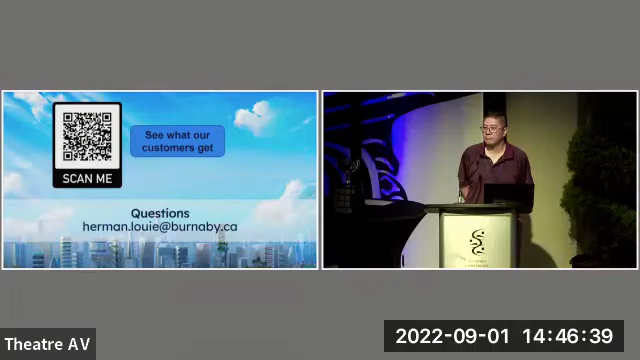 See what our
customers get
SCAN ME
Questions
herman.louie@burnaby.ca
Theatre AV
2022-09-01 14:46:39